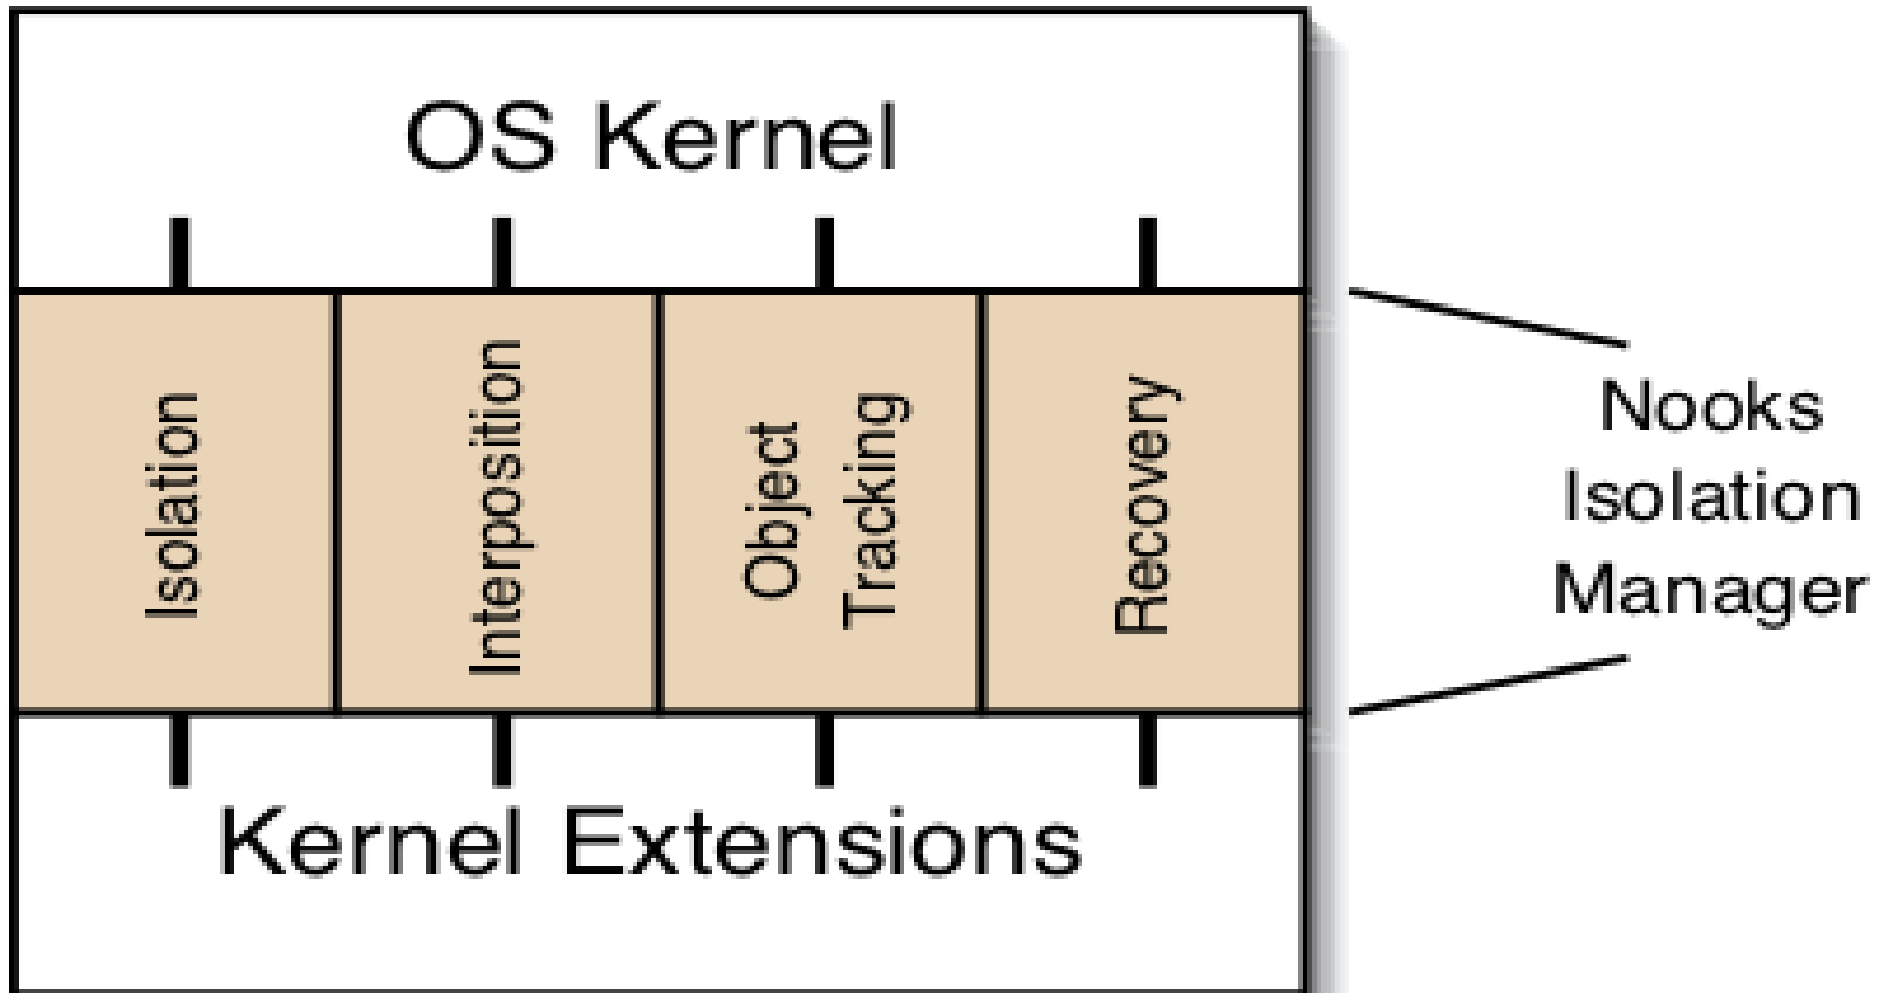 OS Kernel
Isolation
Interposition
Object
Tracking
Recovery
Nooks
Isolation
Manager
Kernel Extensions